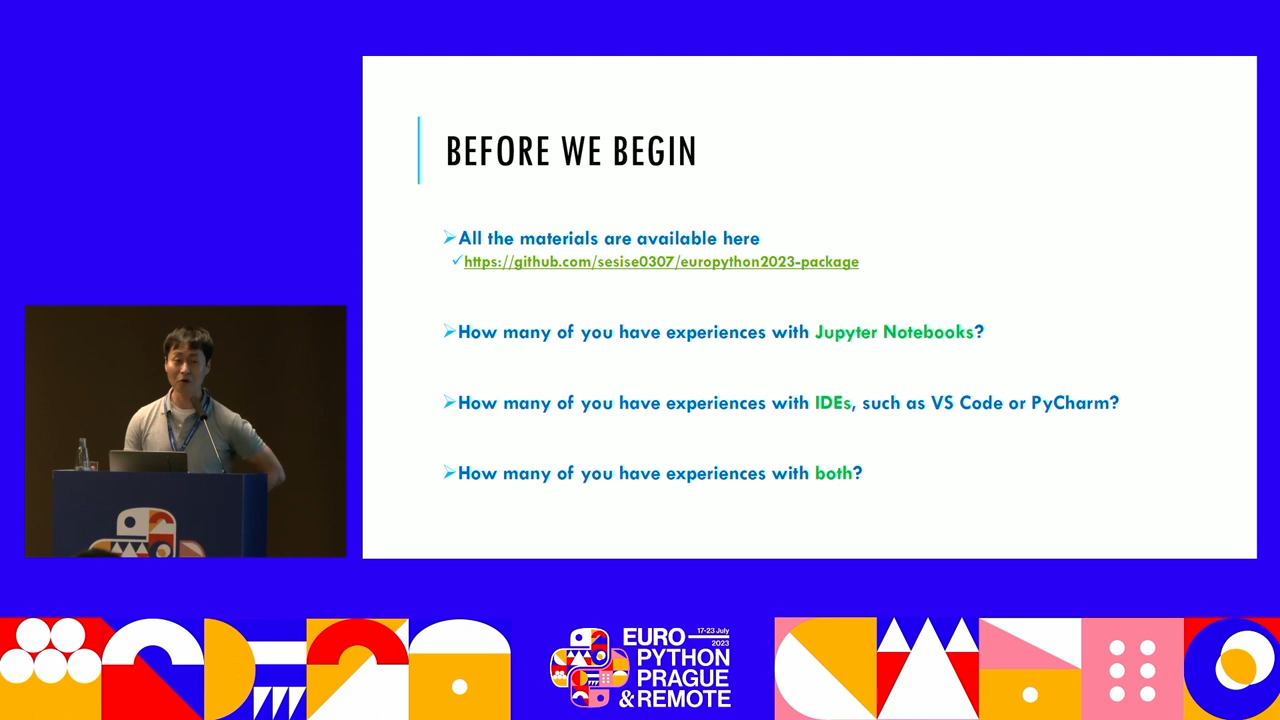 BEFORE WE BEGIN
All the materials are available here
https://github.com/sesise0307/europython2023-package
How many of you have experiences with Jupyter Notebooks?
How many of you have experiences with IDEs, such as VS Code or PyCharm?
How many of you have experiences with both?
EURO 17-23 July
2023
PYTHON
PRAGUE
& REMOTE